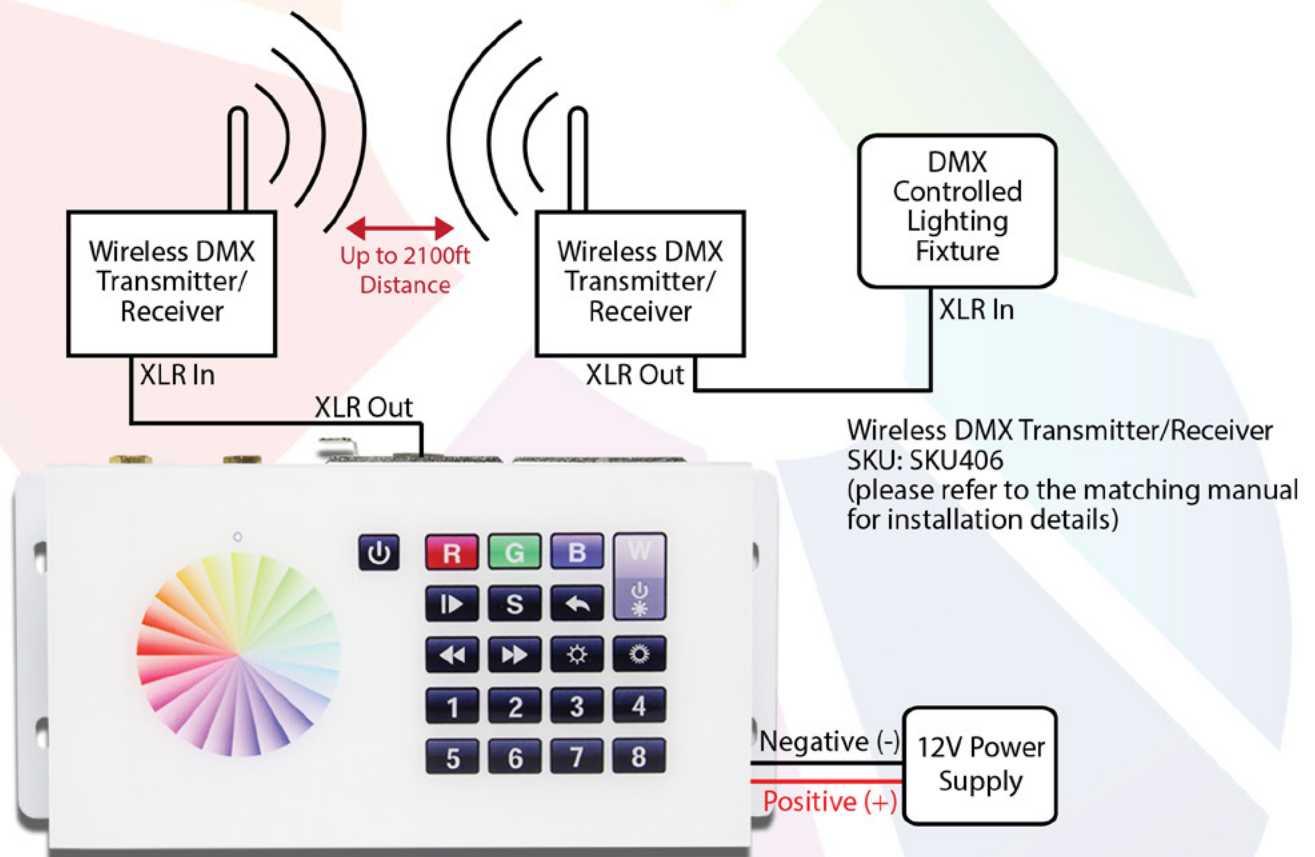 Wireless DMX
Transmitter/
Receiver
Up to 2100ft
Distance
Wireless DMX
Transmitter/
Receiver
DMX
Controlled
Lighting
Fixture
XLR In
XLR Out
XLR Out
XLR In
Wireless DMX Transmitter/Receiver
SKU: SKU406
(please refer to the matching manual
for installation details)
R G B W
S
1 2 3 4
5 6 7 8
Negative (-)
Positive (+)
12V Power
Supply